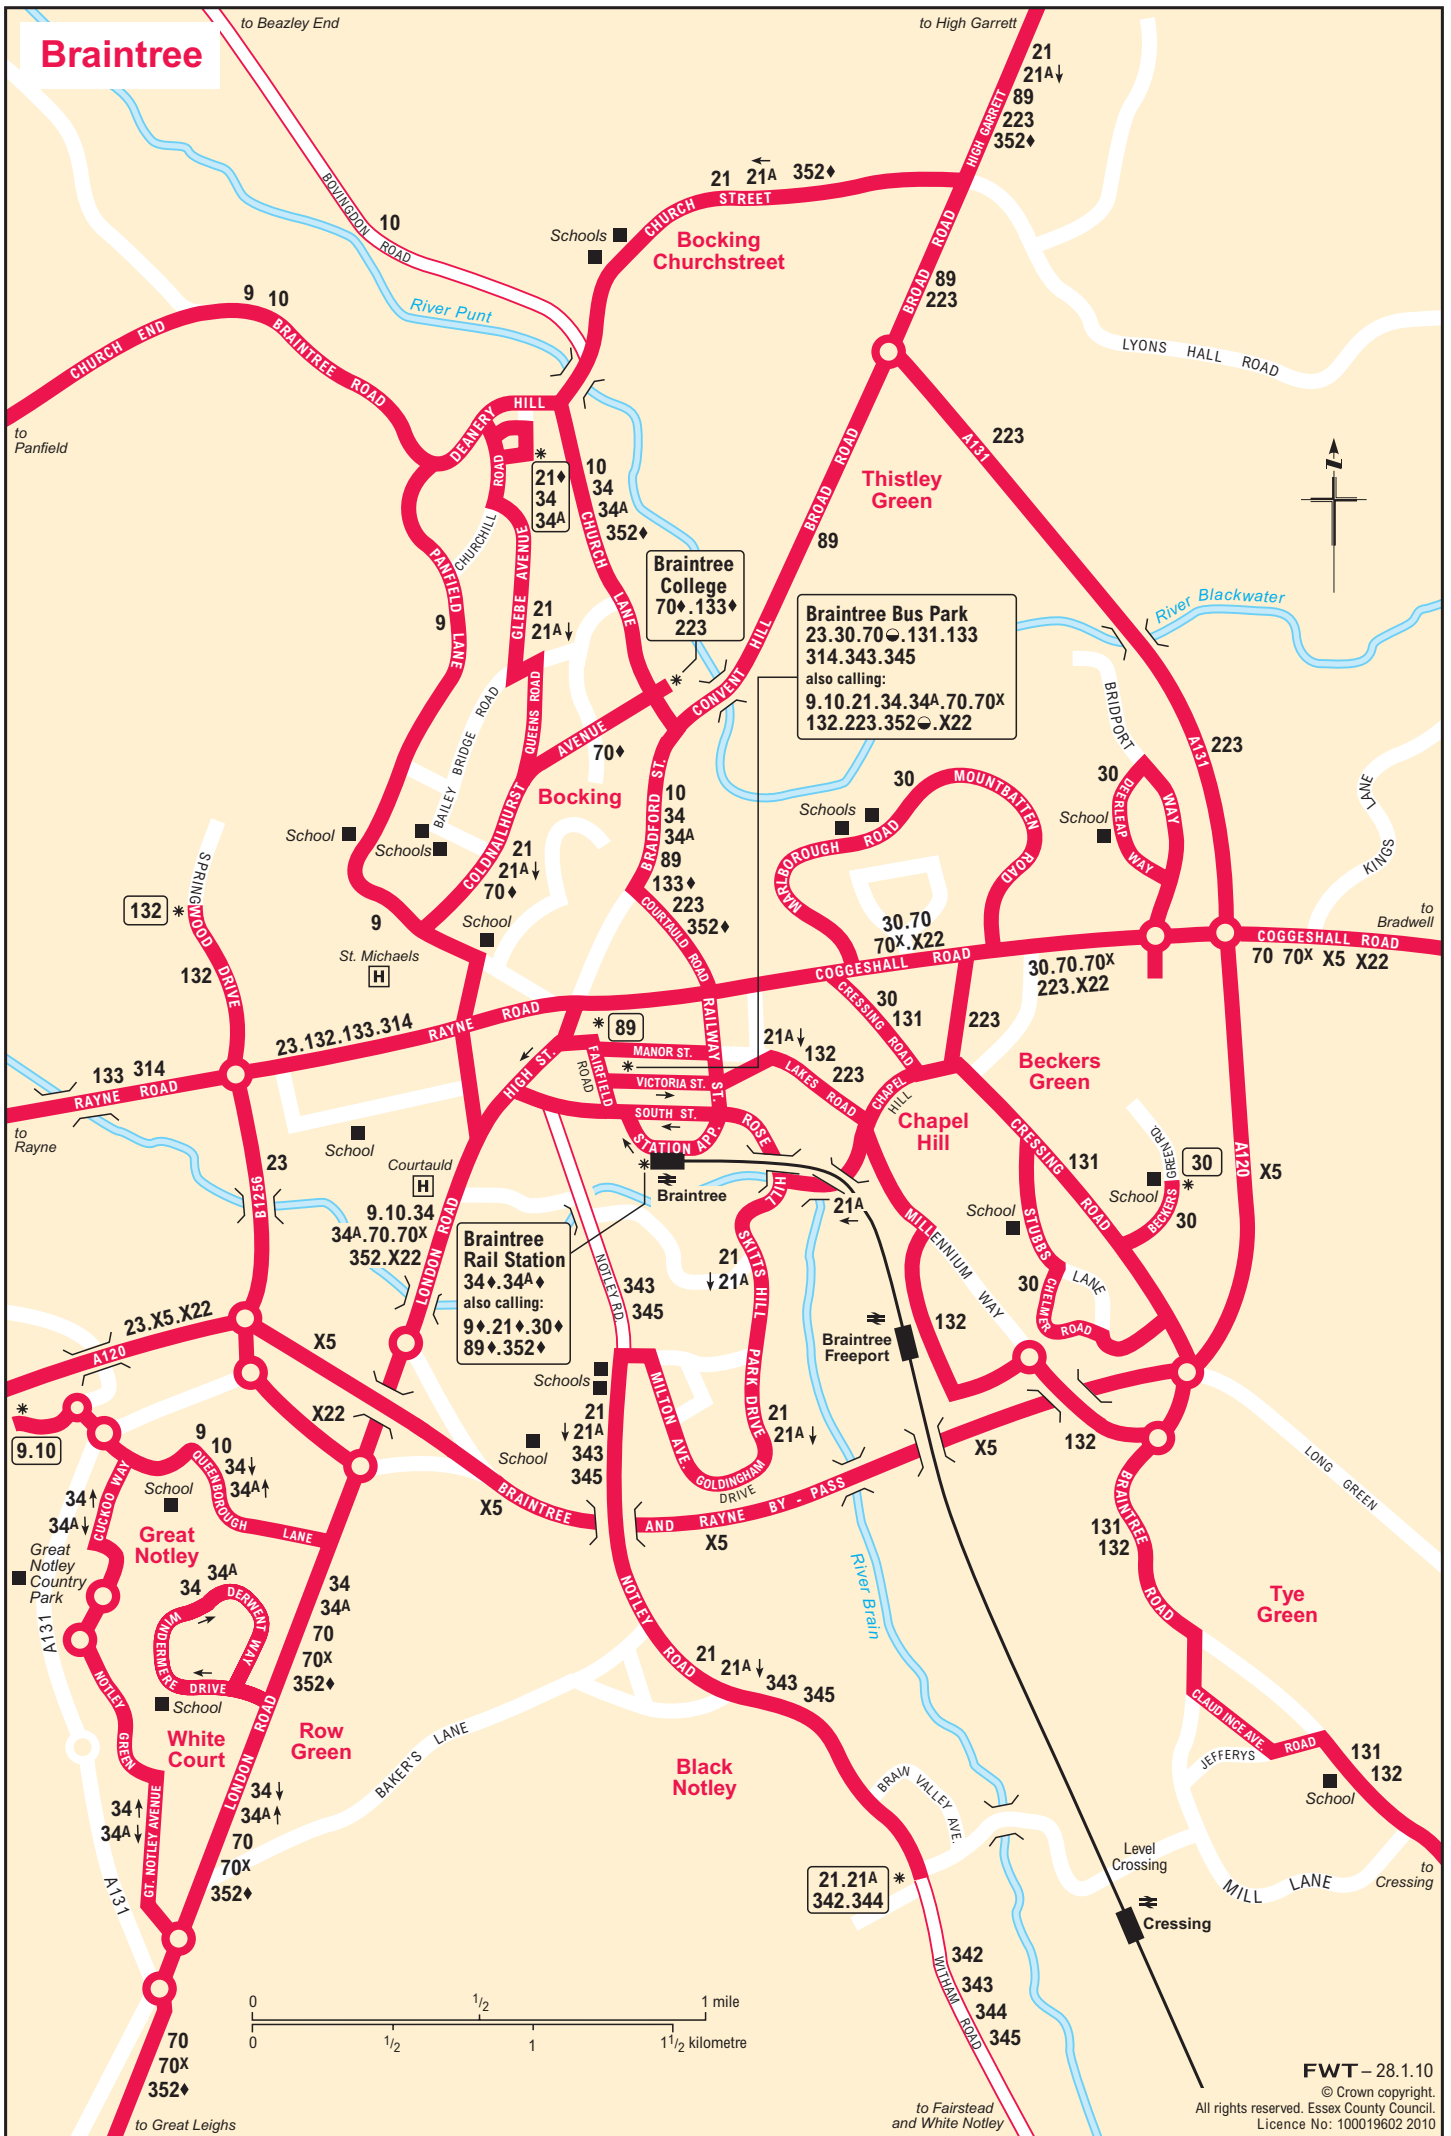 Braintree
to Beazley End
to High Garrett
21
21A↓
89
223
352♦
HIGH GARRETT
BOVINGDON ROAD
10
21 21A 352♦
←
CHURCH STREET
Schools
Bocking
Churchstreet
BROAD ROAD
89
223
9 10
CHURCH END
BRAINTREE ROAD
River Punt
LYONS HALL ROAD
to
Panfield
DEANERY HILL
ROAD
21♦
34
34A
10
34
34A
352♦
CHURCH LANE
A131
223
Thistley
Green
BROAD ROAD
89
CHURCHILL
PANFIELD LANE
9
GLEBE AVENUE
21
21A↓
Braintree
College
70♦.133♦
223
Braintree Bus Park
23.30.70.131.133
314.343.345
also calling:
9.10.21.34.34A.70.70X
132.223.352.X22
River Blackwater
CONVENT HILL
BAILEY BRIDGE ROAD
QUEENS ROAD
AVENUE
70♦
BRIDPORT
WAY
A131
223
Bocking
BRADFORD ST.
10
34
34A
89
133♦
223
352♦
30
MOUNTBATTEN
ROAD
Schools
MARLBOROUGH ROAD
30
DEERLEAP
WAY
School
KINGS LANE
School
Schools
COLDNAILHURST
21
21A↓
70♦
SPRINGWOOD DRIVE
132
132
9
School
COURTAULD ROAD
St. Michaels
H
30.70
70X.X22
COGGESHALL ROAD
30.70.70X
223.X22
to
Bradwell
COGGESHALL ROAD
70 70X X5 X22
23.132.133.314
RAYNE ROAD
89
RAILWAY ST.
CRESSING ROAD
30
131
223
133 314
RAYNE ROAD
to
Rayne
HIGH ST.
FAIRFIELD
ROAD
MANOR ST.
VICTORIA ST.
→
SOUTH ST.
←
STATION APP.
21A↓
132
223
LAKES ROAD
CHAPEL
HILL
Chapel
Hill
Beckers
Green
School
23
B1256
Courtauld
H
ROSE HILL
Braintree
21A
←
CRESSING ROAD
131
GREEN RD.
School
30
BECKERS
30
A120
X5
9.10.34
34A.70.70X
352.X22
LONDON ROAD
Braintree
Rail Station
34♦.34A♦
also calling:
9♦.21♦.30♦
89♦.352♦
NOTLEY RD.
343
345
21
↓21A
SKITTS HILL
MILLENNIUM WAY
School
STUBBS
LANE
30
CHELMER
ROAD
23.X5.X22
A120
X5
132
Braintree
Freeport
Schools
PARK DRIVE
MILTON AVE.
GOLDINGHAM
DRIVE
21
21A↓
X22
21
↓21A
343
345
School
9.10
9
10
34↓
34A↑
QUEENBOROUGH LANE
School
34↑
34A↓
CUCKOO WAY
X5
BRAINTREE AND RAYNE BY - PASS
X5
X5
132
LONG GREEN
Great
Notley
Great
Notley
Country
Park
A131
BRAINTREE ROAD
131
132
34
34A
WINDERMERE
DERWENT WAY
DRIVE
School
34
34A
70
70X
352♦
River Brain
Tye
Green
NOTLEY ROAD
21
21A↓
343
345
NOTLEY GREEN
White
Court
Row
Green
LONDON ROAD
BAKER'S LANE
Black
Notley
CLAUD INCE AVE.
ROAD
JEFFERYS
131
132
School
BRAIN VALLEY AVE.
34↑
34A↓
GT. NOTLEY AVENUE
34↓
34A↑
70
70X
352♦
A131
21.21A
342.344
Level
Crossing
MILL LANE
to
Cressing
Cressing
342
343
344
345
WITHAM ROAD
0 1/2 1 mile
0 1/2 1 1 1/2 kilometre
70
70X
352♦
to Great Leighs
to Fairstead
and White Notley
FWT – 28.1.10
© Crown copyright.
All rights reserved. Essex County Council.
Licence No: 100019602 2010